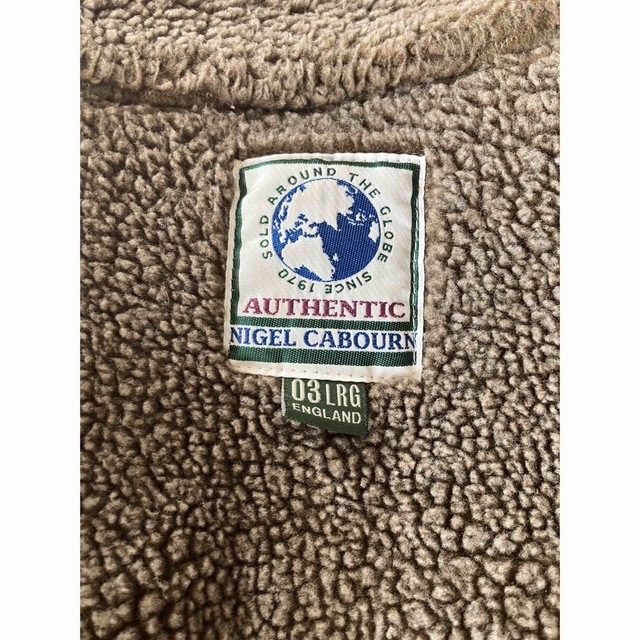 SOLD AROUND THE GLOBE SINCE 1970
AUTHENTIC
NIGEL CABOURN
03 LRG
ENGLAND